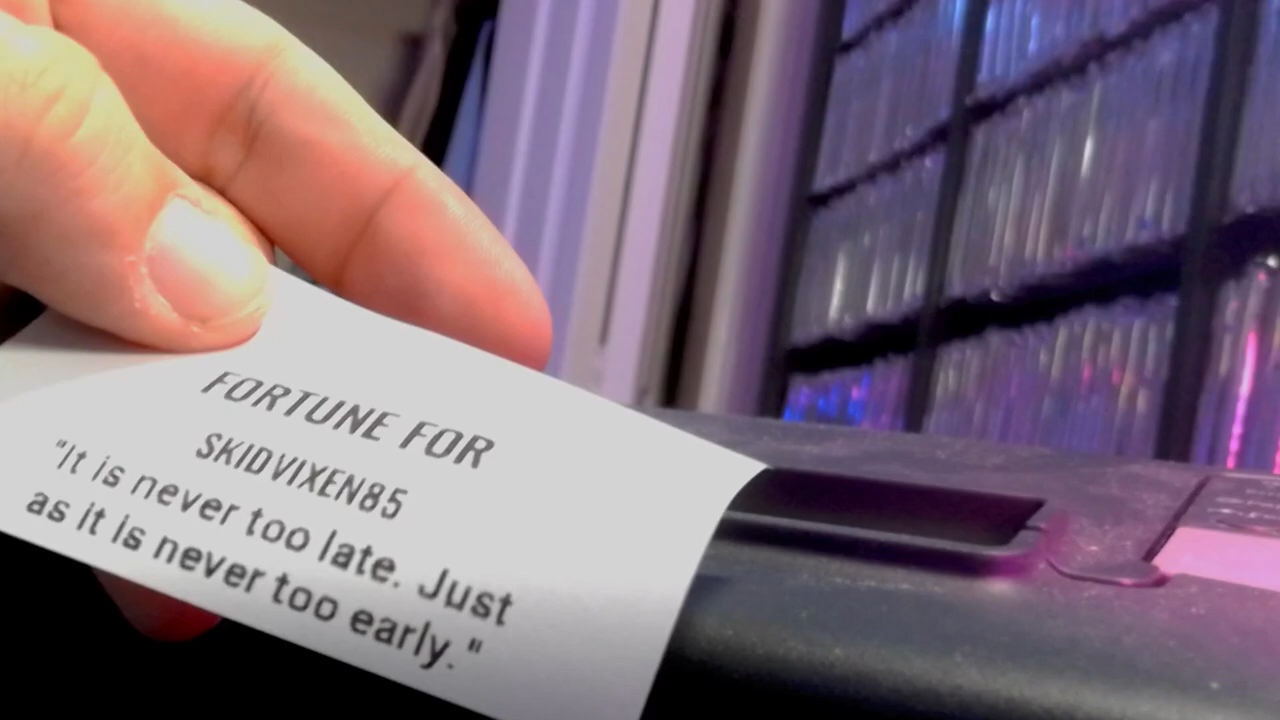 FORTUNE FOR
SKIDVIXEN85
"It is never too late. Just
as it is never too early."